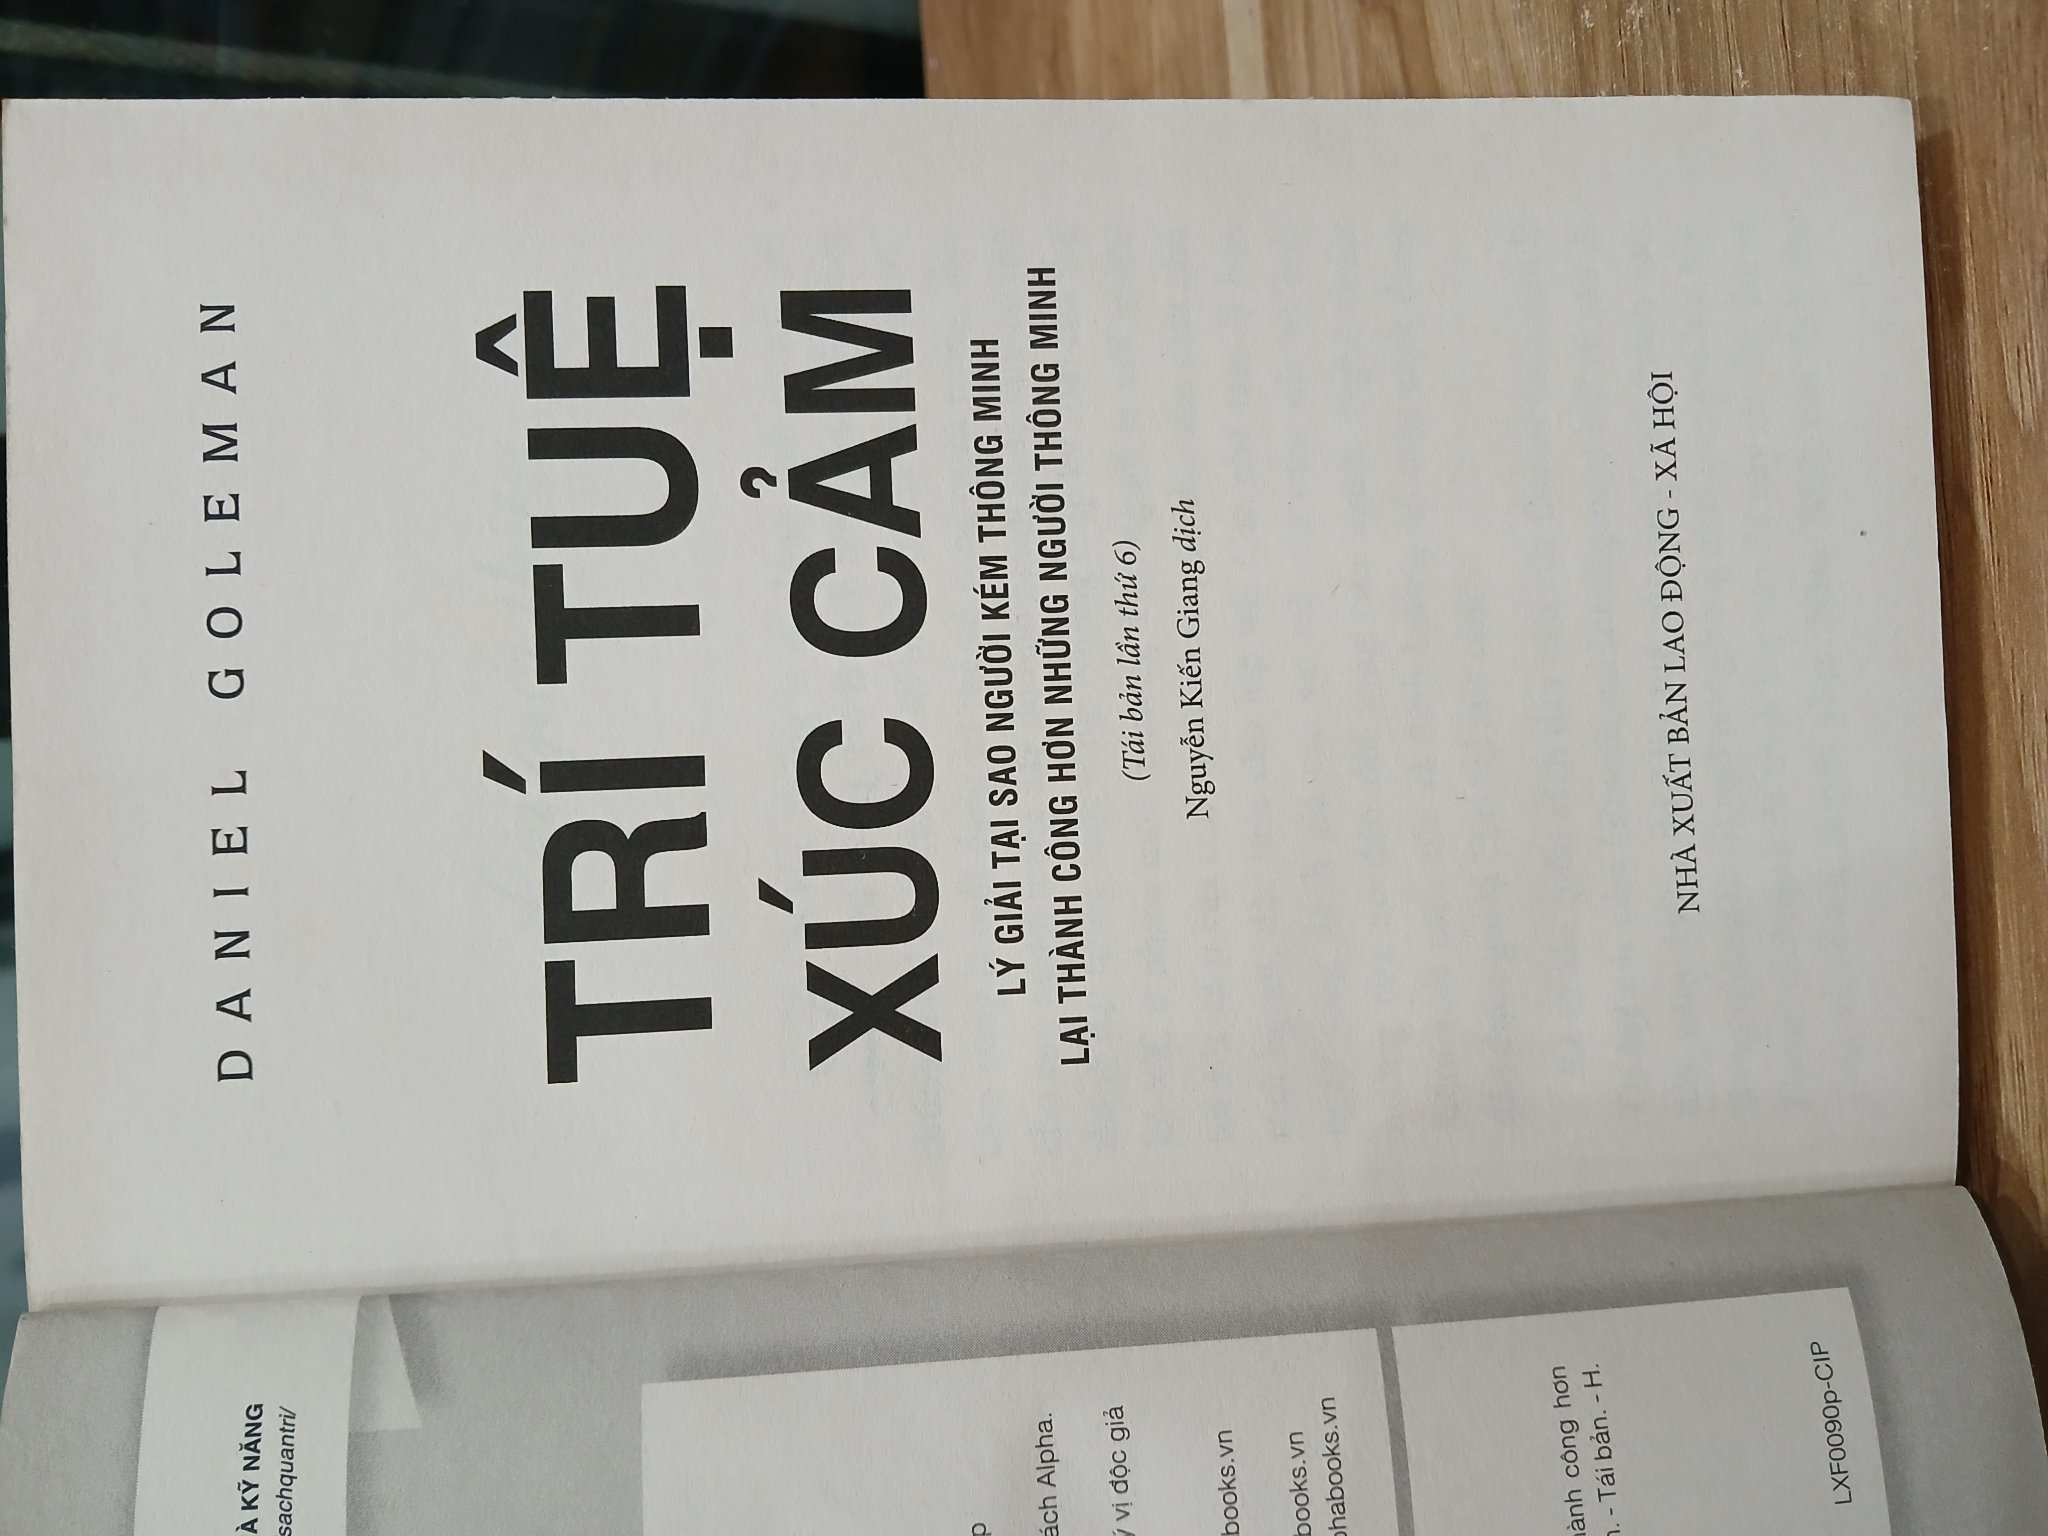 À KỸ NĂNG
sachquantri/
ách Alpha.
vị độc giả
books.vn
books.vn
habooks.vn
ành công hơn
- Tái bản. - H.
LXF0090p-CIP
DANIEL GOLEMAN
TRÍ TUỆ
XÚC CẢM
LÝ GIẢI TẠI SAO NGƯỜI KÉM THÔNG MINH
LẠI THÀNH CÔNG HƠN NHỮNG NGƯỜI THÔNG MINH
(Tái bản lần thứ 6)
Nguyễn Kiến Giang dịch
NHÀ XUẤT BẢN LAO ĐỘNG - XÃ HỘI